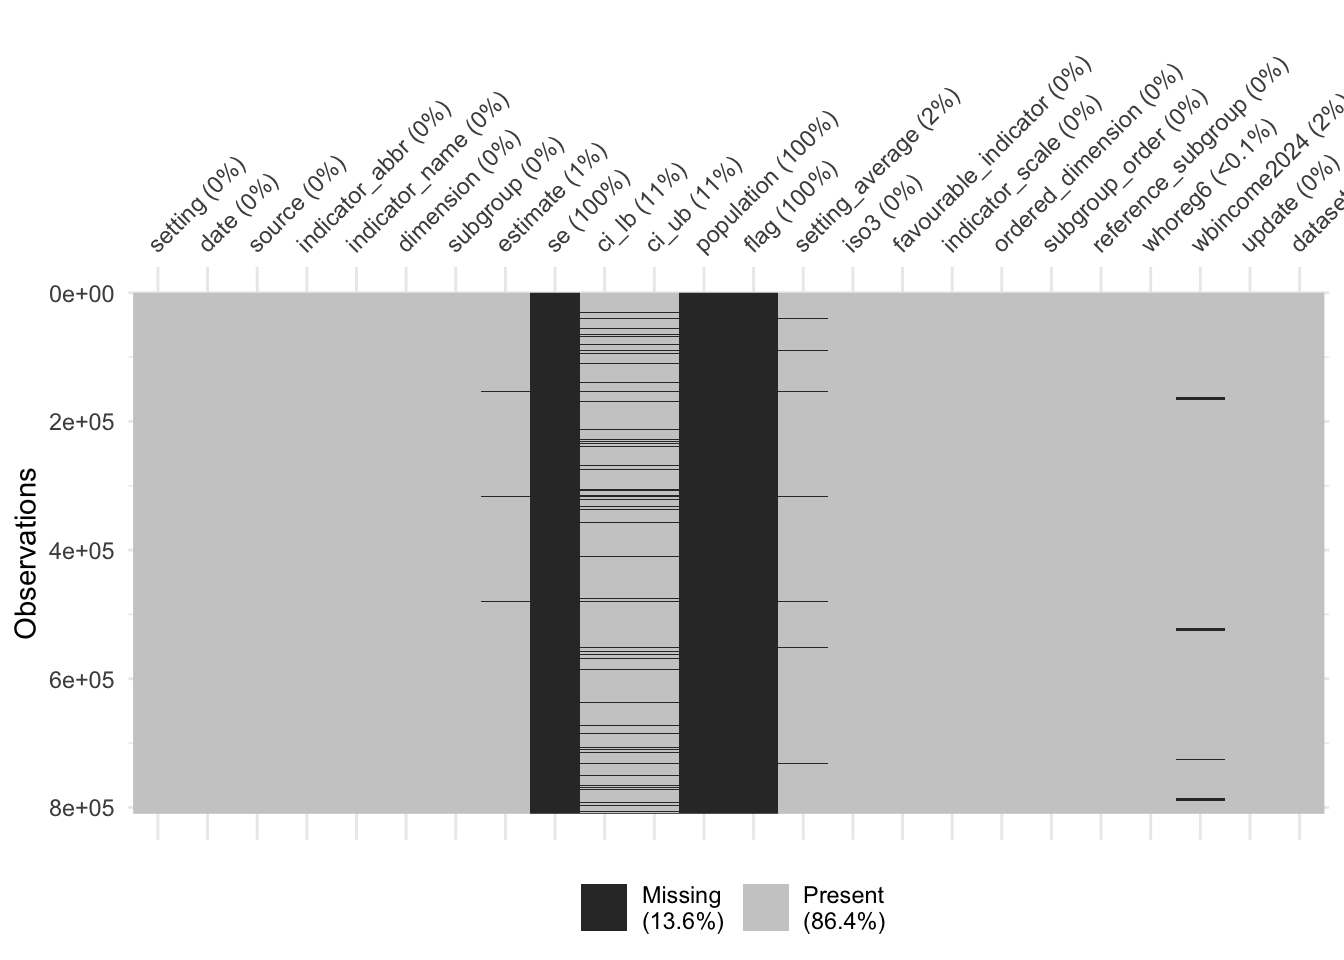 setting (0%)
date (0%)
source (0%)
indicator_abbr (0%)
indicator_name (0%)
dimension (0%)
subgroup (0%)
estimate (1%)
se (100%)
ci_lb (11%)
ci_ub (11%)
population (100%)
flag (100%)
setting_average (2%)
iso3 (0%)
favourable_indicator (0%)
indicator_scale (0%)
ordered_dimension (0%)
subgroup_order (0%)
reference_subgroup (0%)
whoreg6 (<0.1%)
wbincome2024 (2%
update (0%)
dataset
0e+00
2e+05
4e+05
6e+05
8e+05
Observations
Missing
(13.6%)
Present
(86.4%)